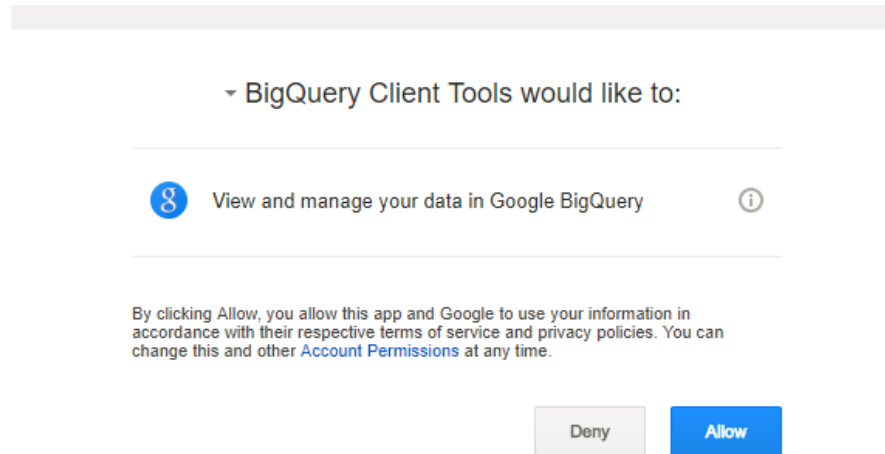 BigQuery Client Tools would like to:
View and manage your data in Google BigQuery
By clicking Allow, you allow this app and Google to use your information in
accordance with their respective terms of service and privacy policies. You can
change this and other Account Permissions at any time.
Deny Allow